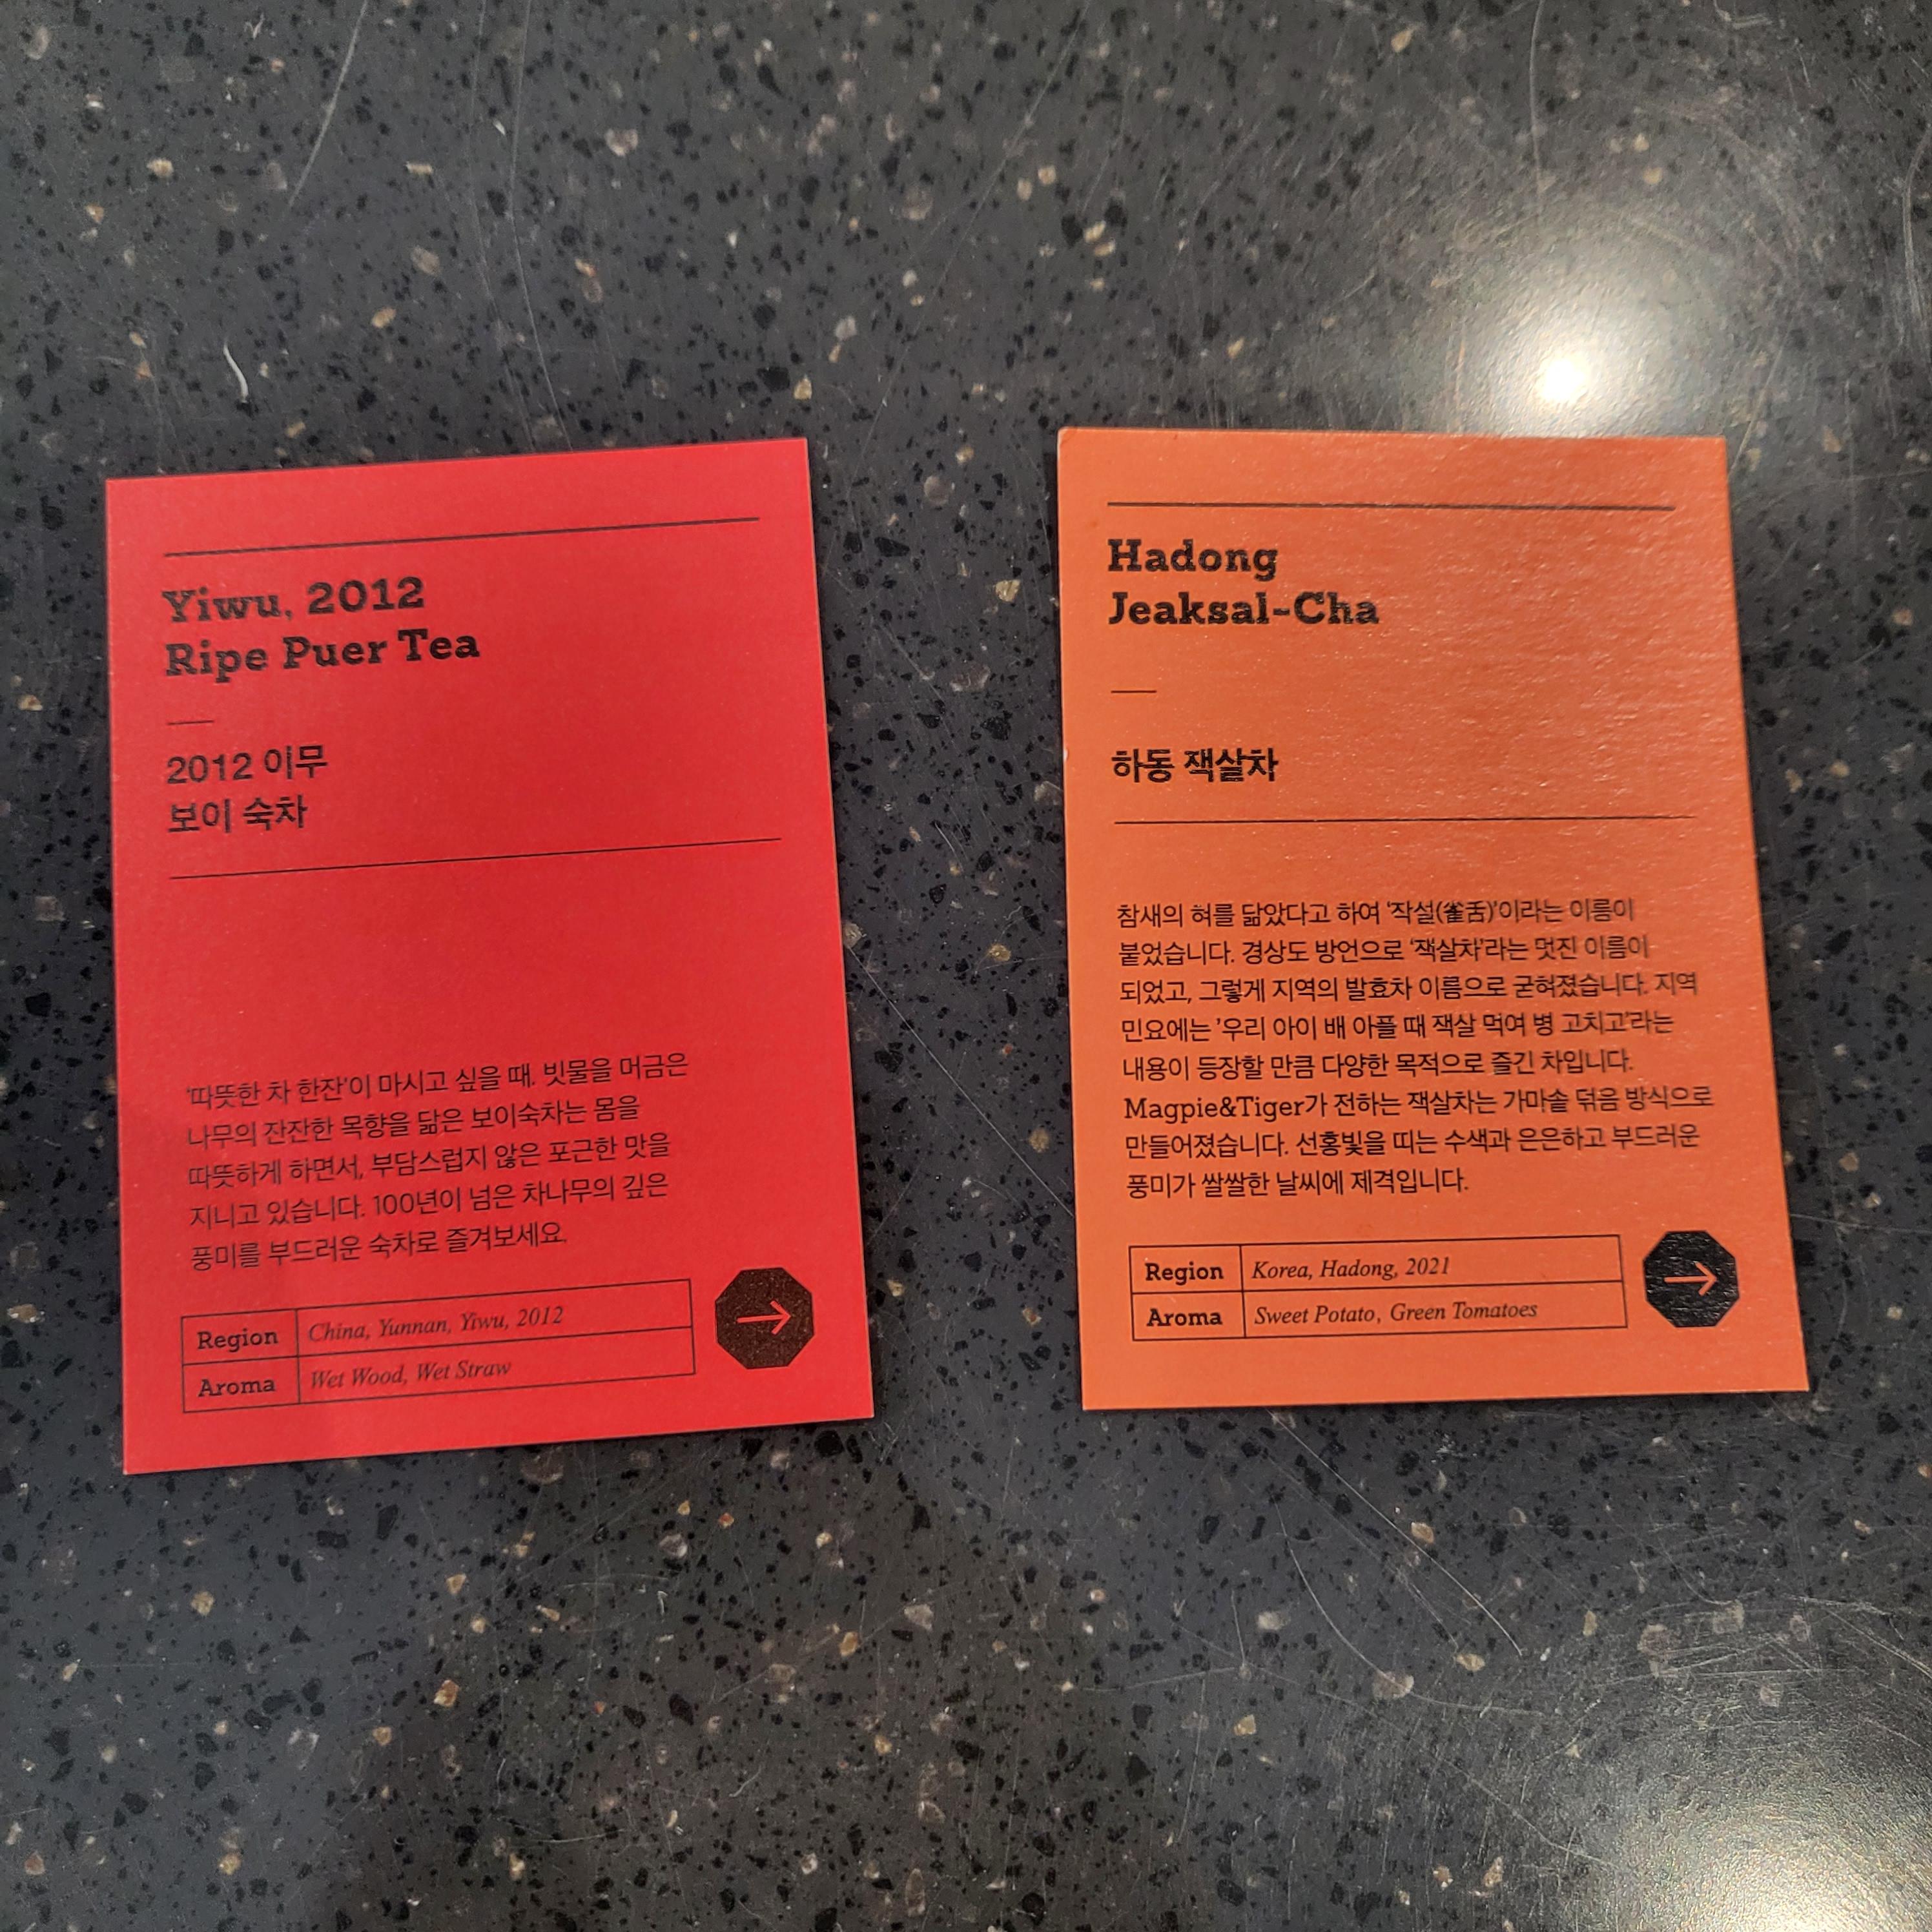 Yiwu, 2012
Ripe Puer Tea
2012 이무
보이 숙차
'따뜻한 차 한잔'이 마시고 싶을 때. 빗물을 머금은
나무의 잔잔한 목향을 닮은 보이숙차는 몸을
따뜻하게 하면서, 부담스럽지 않은 포근한 맛을
지니고 있습니다. 100년이 넘은 차나무의 깊은
풍미를 부드러운 숙차로 즐겨보세요.
Region China, Yunnan, Yiwu, 2012
Aroma Wet Wood, Wet Straw
Hadong
Jeaksal-Cha
하동 잭살차
참새의 혀를 닮았다고 하여 '작설(雀舌)'이라는 이름이
붙었습니다. 경상도 방언으로 '잭살차'라는 멋진 이름이
되었고, 그렇게 지역의 발효차 이름으로 굳혀졌습니다. 지역
민요에는 '우리 아이 배 아플 때 잭살 먹여 병 고치고'라는
내용이 등장할 만큼 다양한 목적으로 즐긴 차입니다.
Magpie&Tiger가 전하는 잭살차는 가마솥 덖음 방식으로
만들어졌습니다. 선홍빛을 띠는 수색과 은은하고 부드러운
풍미가 쌀쌀한 날씨에 제격입니다.
Region Korea, Hadong, 2021
Aroma Sweet Potato, Green Tomatoes